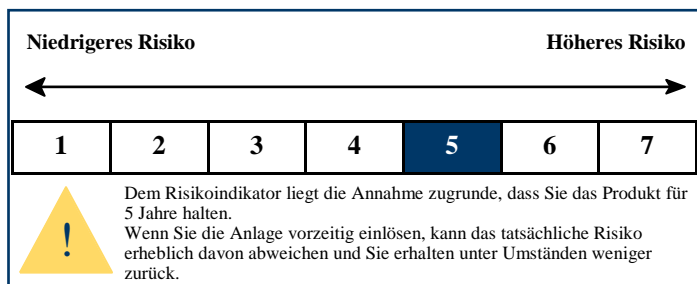 Niedrigeres Risiko Höheres Risiko
1 2 3 4 5 6 7
!
Dem Risikoindikator liegt die Annahme zugrunde, dass Sie das Produkt für
5 Jahre halten.
Wenn Sie die Anlage vorzeitig einlösen, kann das tatsächliche Risiko
erheblich davon abweichen und Sie erhalten unter Umständen weniger
zurück.